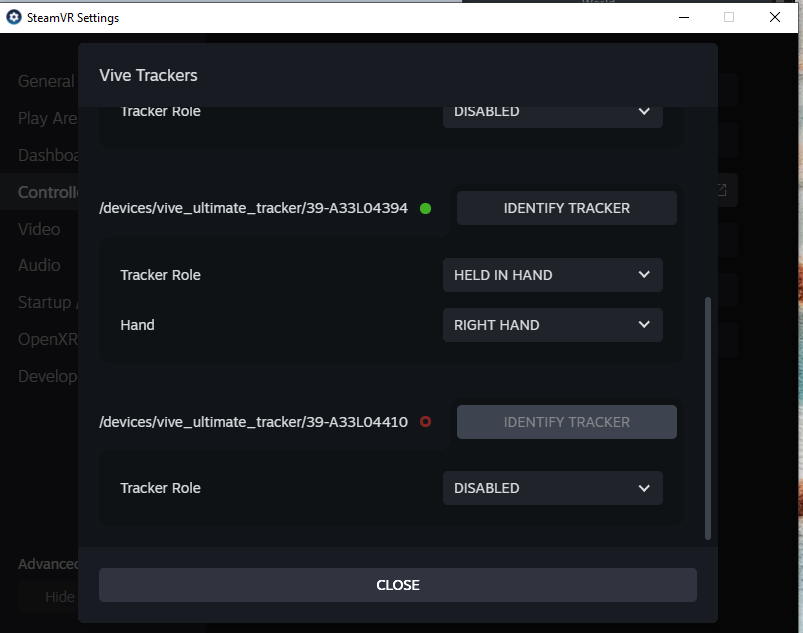 SteamVR Settings
Vive Trackers
General
Tracker Role
DISABLED
Play Are
Dashboa
Controll
/devices/vive_ultimate_tracker/39-A33L04394
IDENTIFY TRACKER
Video
Audio
Tracker Role
HELD IN HAND
Startup
Hand
RIGHT HAND
OpenXR
Develop
/devices/vive_ultimate_tracker/39-A33L04410
IDENTIFY TRACKER
Tracker Role
DISABLED
Advanced
Hide
CLOSE